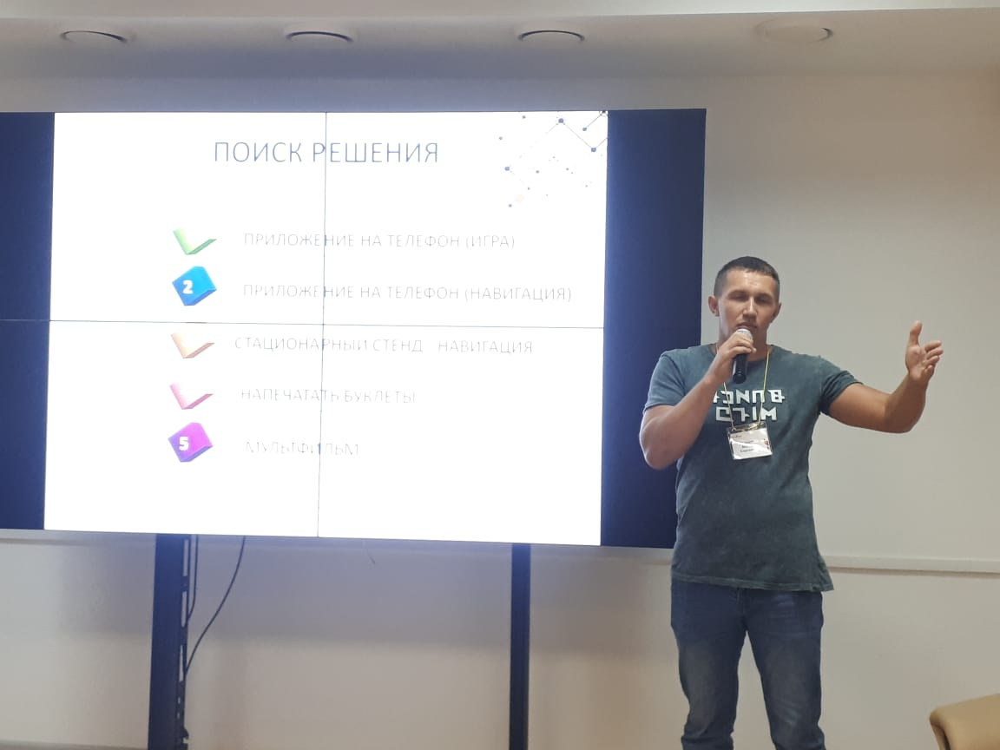 ПОИСК РЕШЕНИЯ
ПРИЛОЖЕНИЕ НА ТЕЛЕФОН (ИГРА)
2
ПРИЛОЖЕНИЕ НА ТЕЛЕФОН (НАВИГАЦИЯ)
СТАЦИОНАРНЫЙ СТЕНД НАВИГАЦИЯ
НАПЕЧАТАТЬ БУКЛЕТЫ
5
МУЛЬТФИЛЬМ